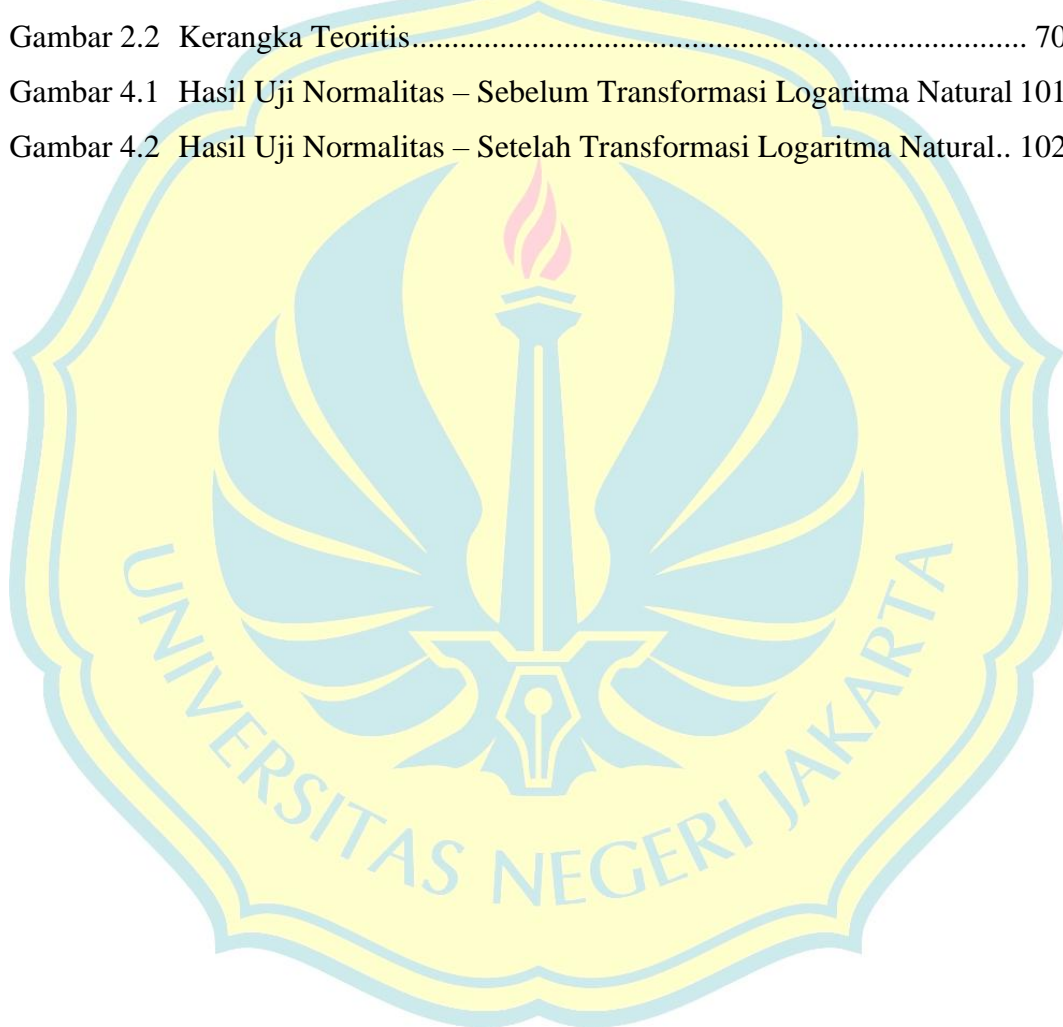 Gambar 2.2 Kerangka Teoritis............................................................................ 70
Gambar 4.1 Hasil Uji Normalitas – Sebelum Transformasi Logaritma Natural 101
Gambar 4.2 Hasil Uji Normalitas – Setelah Transformasi Logaritma Natural.. 102
UNIVERSITAS NEGERI JAKARTA